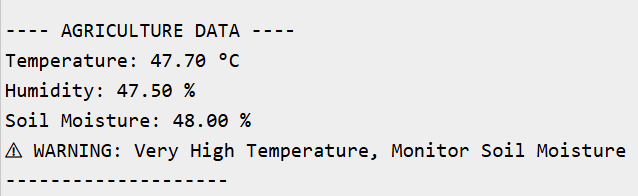 ---- AGRICULTURE DATA ----
Temperature: 47.70 °C
Humidity: 47.50 %
Soil Moisture: 48.00 %
⚠ WARNING: Very High Temperature, Monitor Soil Moisture
--------------------